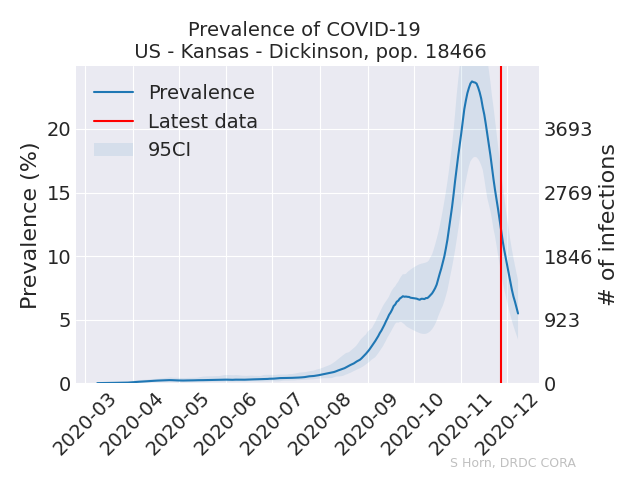 Prevalence of COVID-19
US - Kansas - Dickinson, pop. 18466
Prevalence
Latest data
95CI
Prevalence (%)
20
15
10
5
0
3693
2769
1846
923
0
# of infections
2020-03
2020-04
2020-05
2020-06
2020-07
2020-08
2020-09
2020-10
2020-11
2020-12
S Horn, DRDC CORA